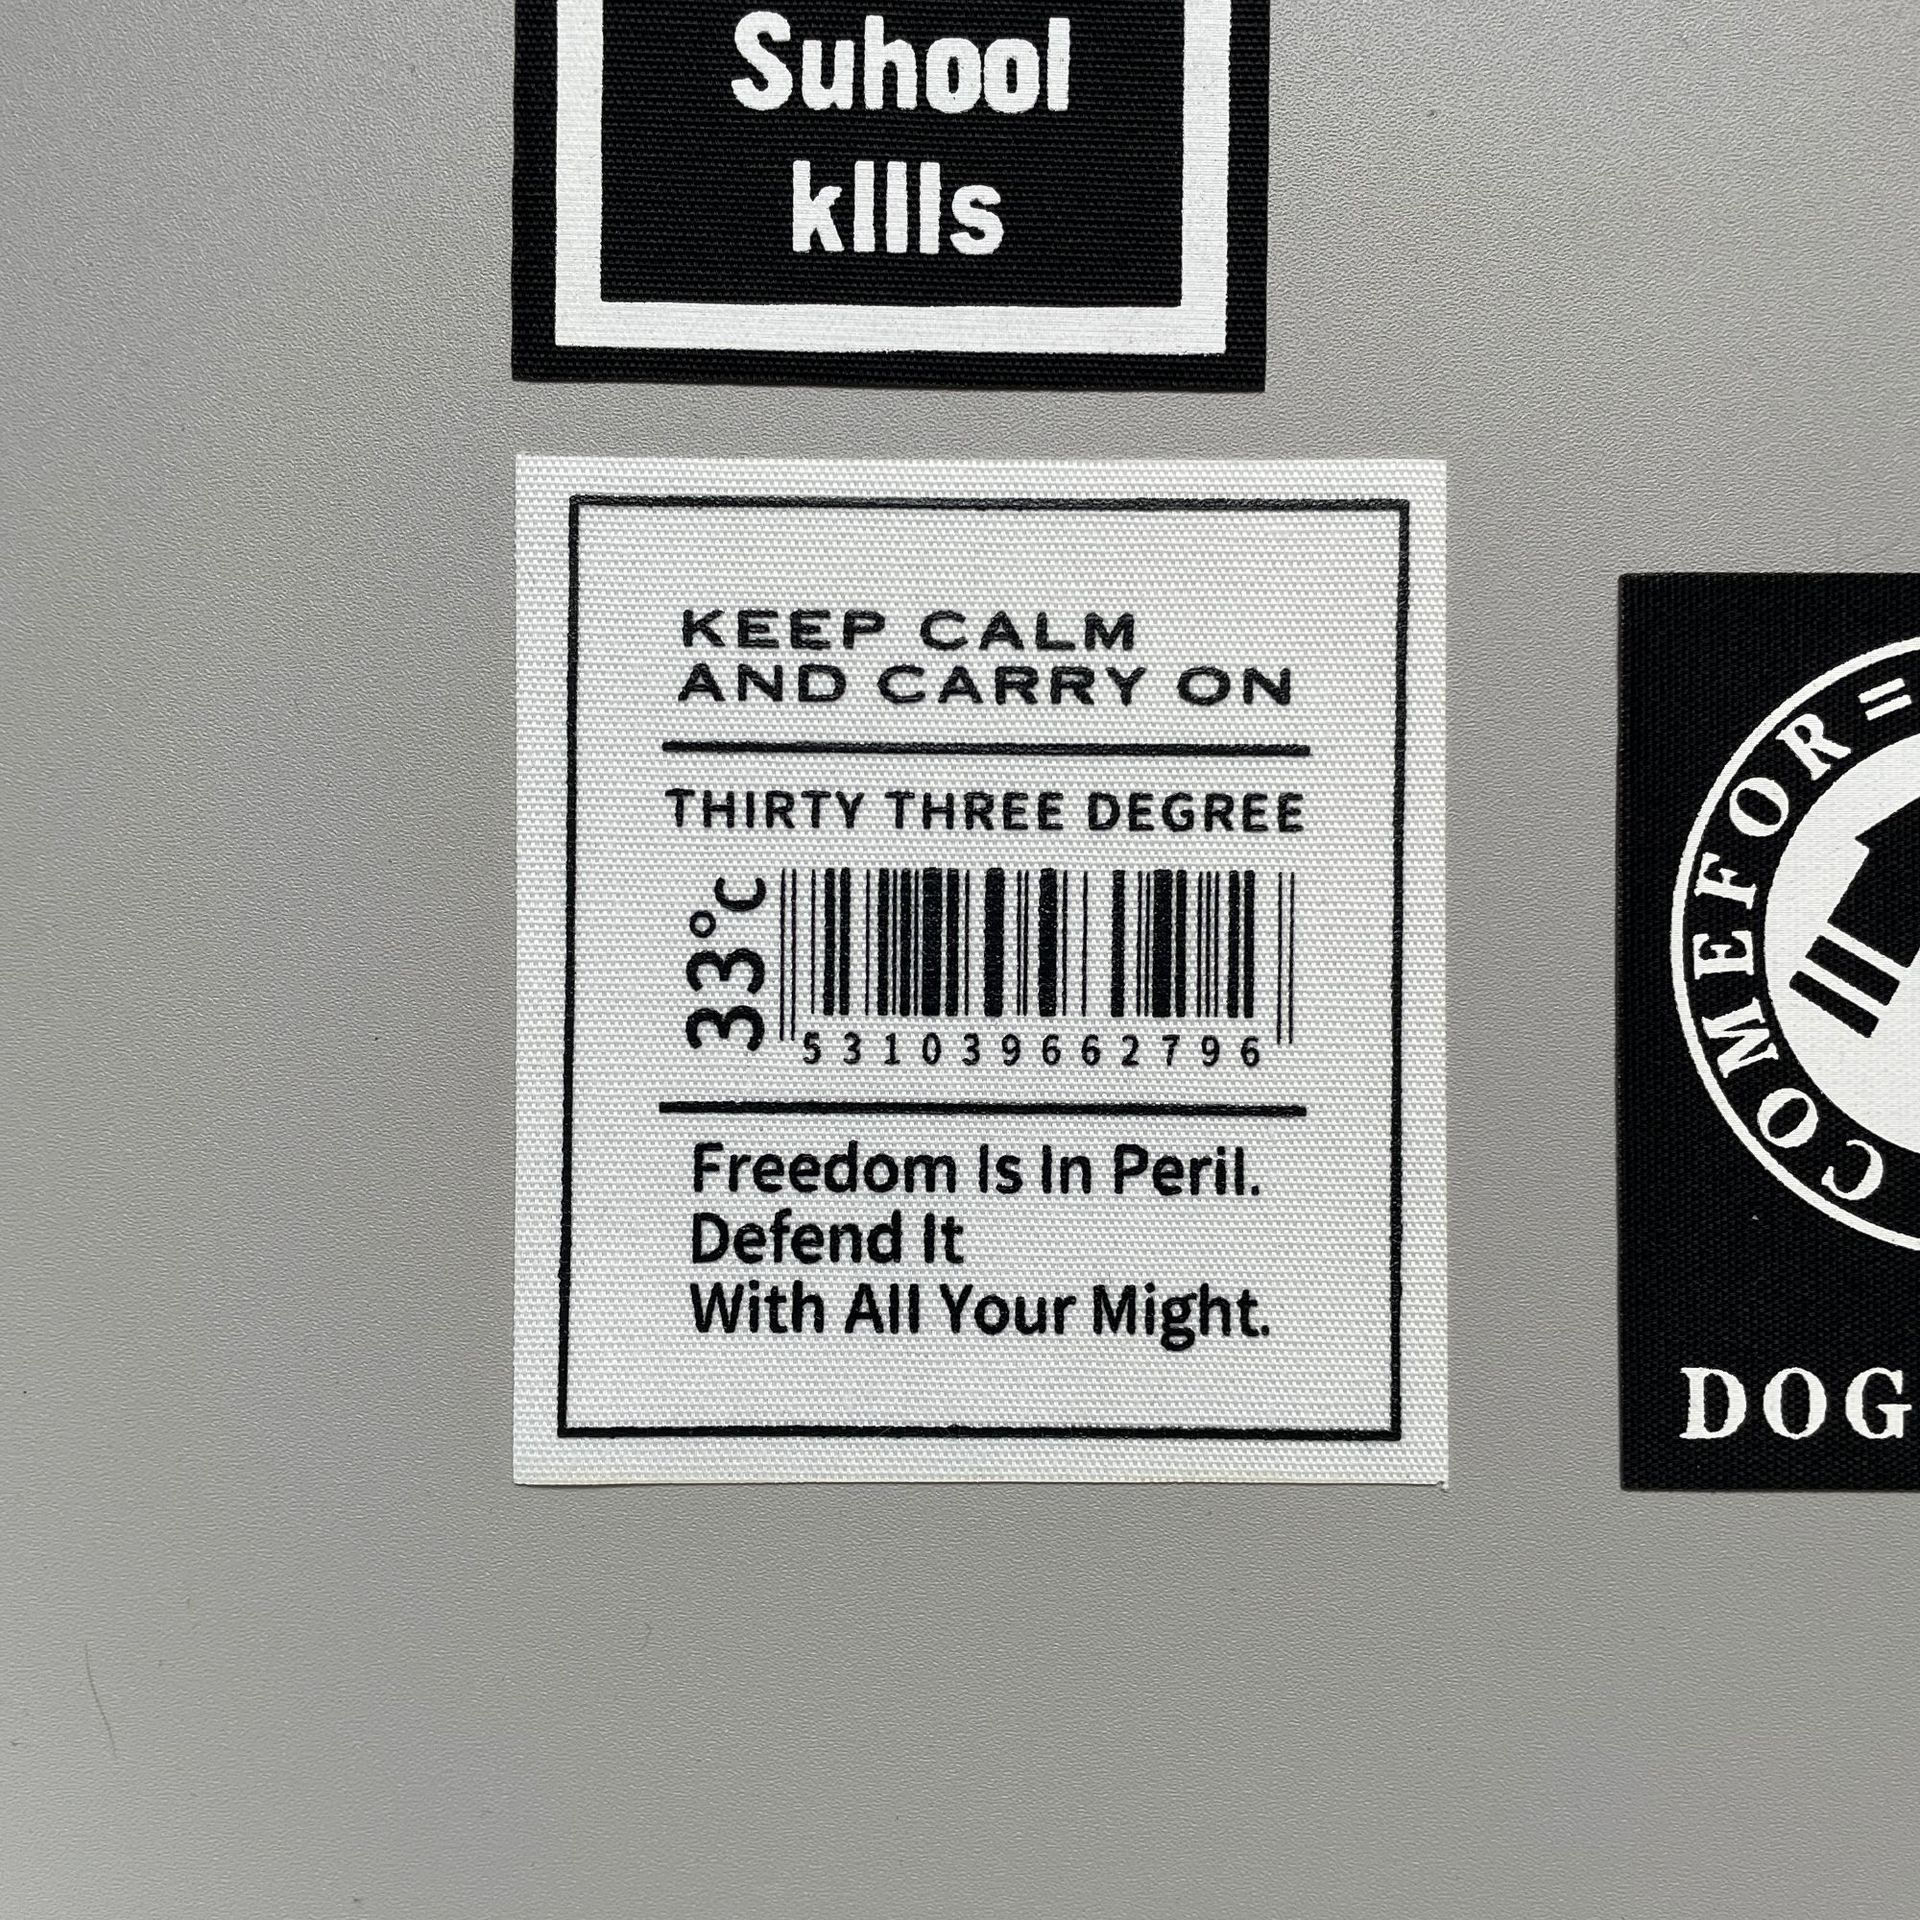 Suhool
kllls
KEEP CALM
AND CARRY ON
THIRTY THREE DEGREE
33°C
531039662796
Freedom Is In Peril.
Defend It
With All Your Might.
COMEFOR=
DOG